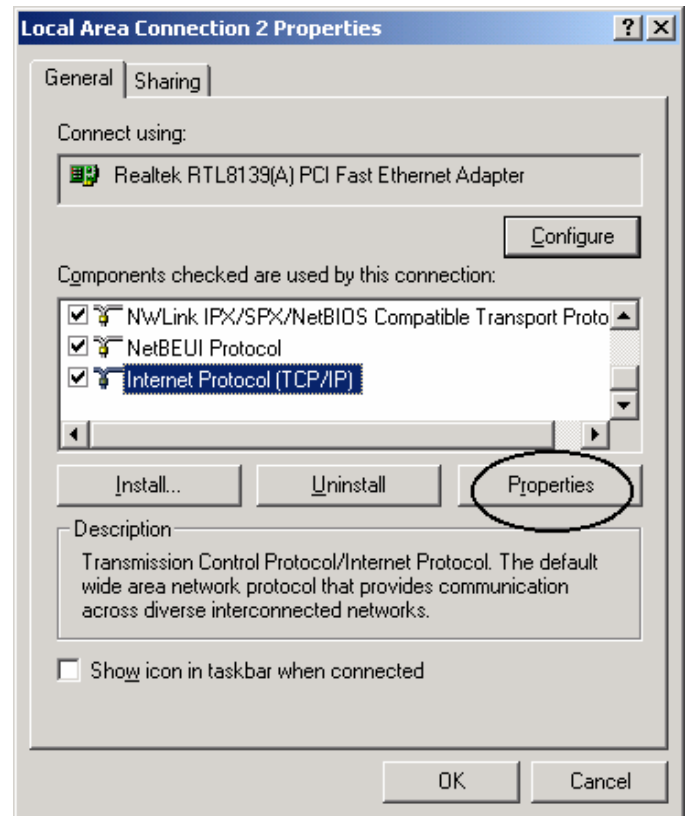 Local Area Connection 2 Properties
? X
General Sharing
Connect using:
Realtek RTL8139(A) PCI Fast Ethernet Adapter
Configure
Components checked are used by this connection:
NWLink IPX/SPX/NetBIOS Compatible Transport Proto
NetBEUI Protocol
Internet Protocol (TCP/IP)
Install... Uninstall Properties
Description
Transmission Control Protocol/Internet Protocol. The default
wide area network protocol that provides communication
across diverse interconnected networks.
Show icon in taskbar when connected
OK Cancel